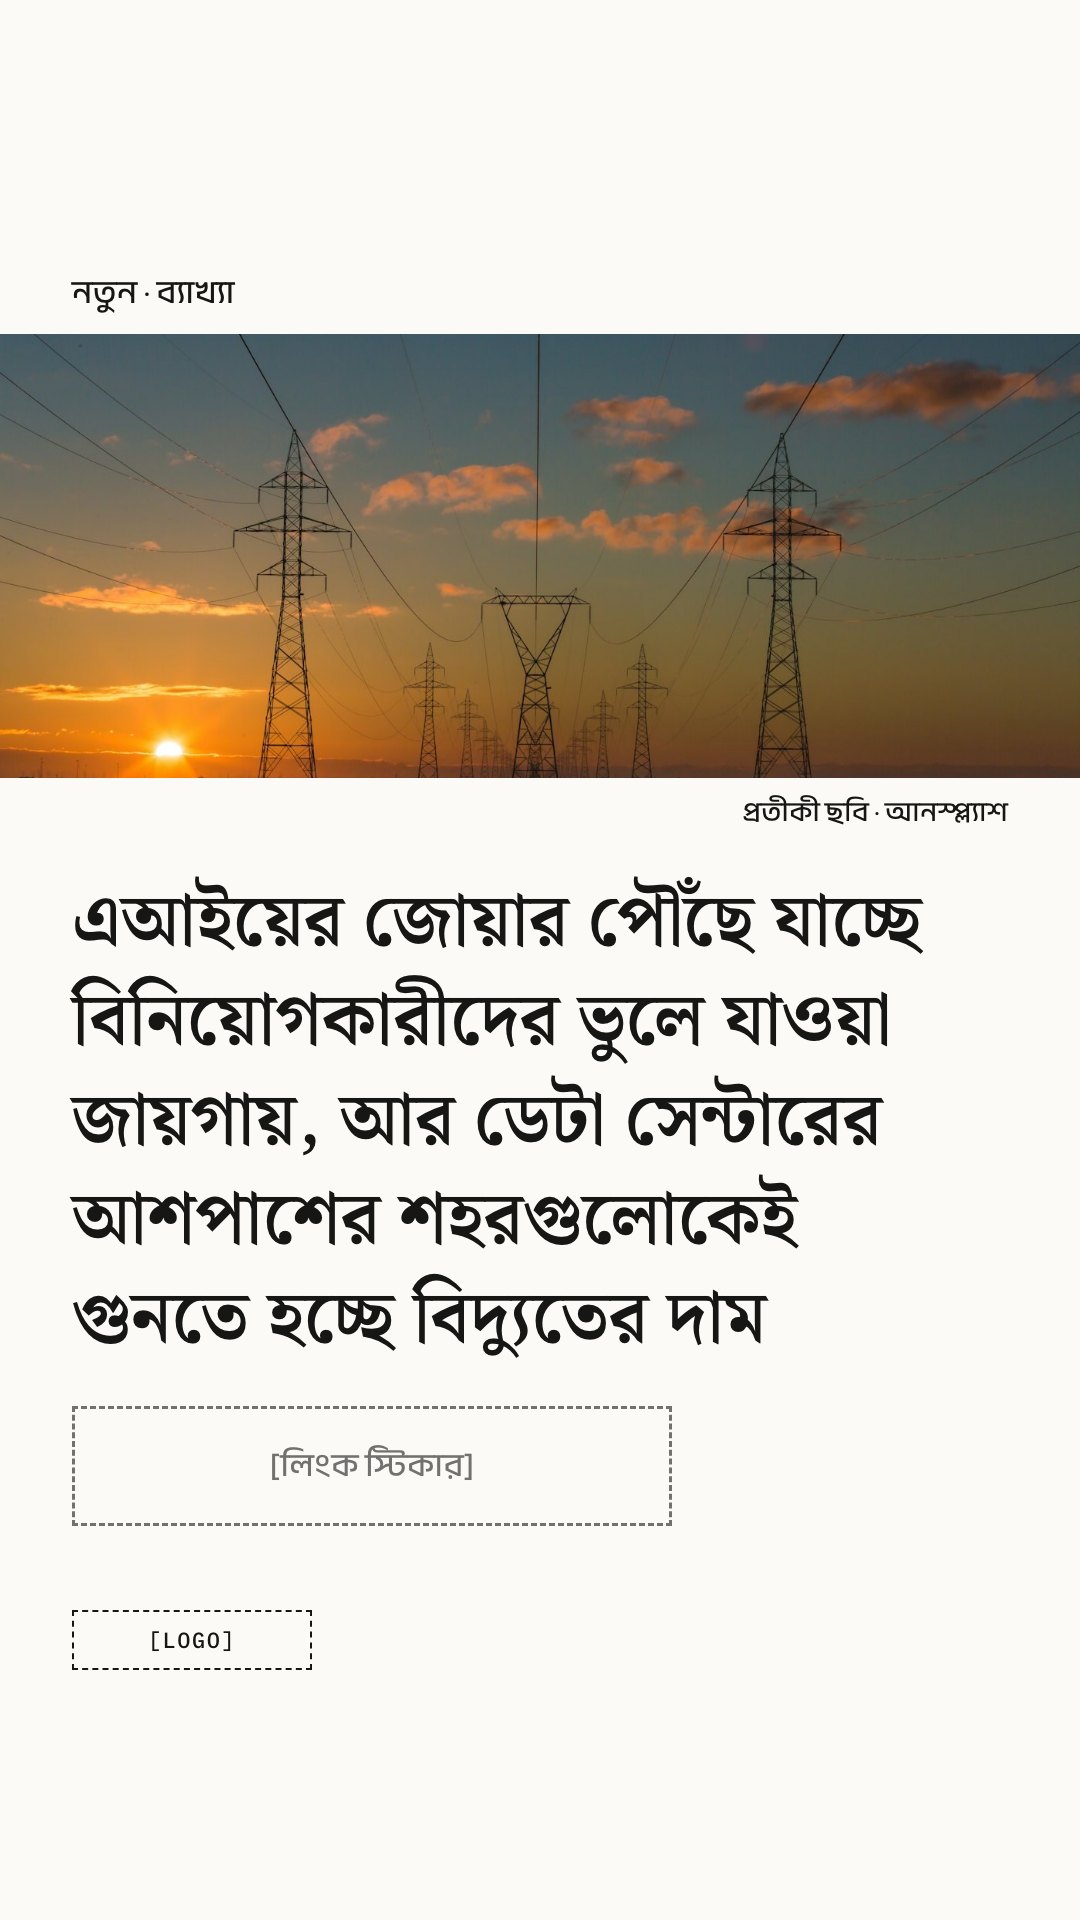 নতুন · ব্যাখ্যা
প্রতীকী ছবি · আনস্প্ল্যাশ
এআইয়ের জোয়ার পৌঁছে যাচ্ছে
বিনিয়োগকারীদের ভুলে যাওয়া
জায়গায়, আর ডেটা সেন্টারের
আশপাশের শহরগুলোকেই
গুনতে হচ্ছে বিদ্যুতের দাম
[লিংক স্টিকার]
[LOGO]